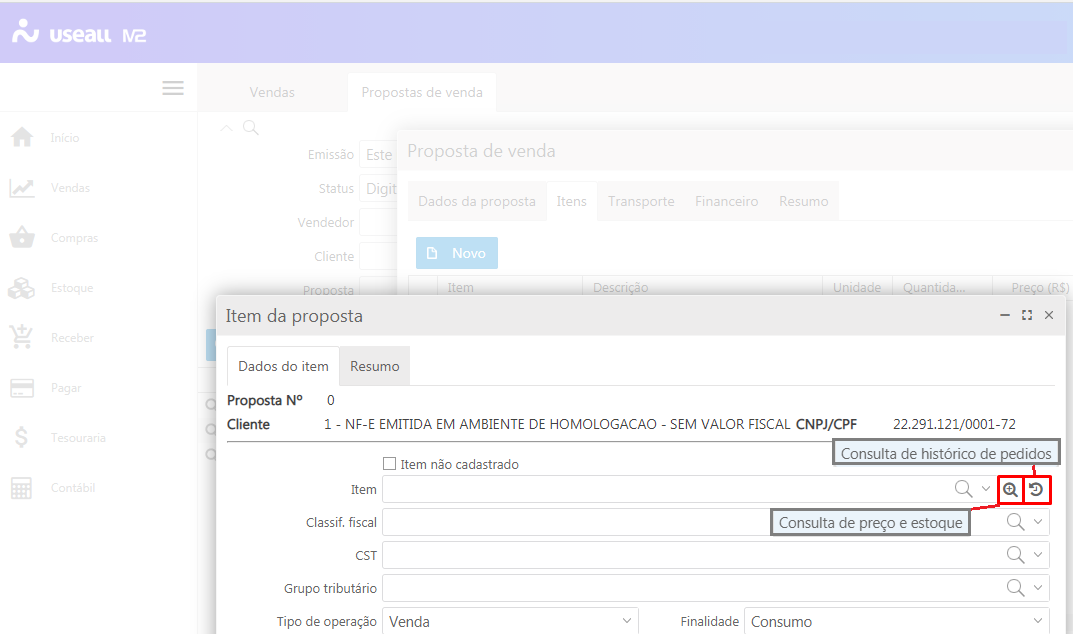 useall M2
Vendas
Propostas de venda
Início
Vendas
Compras
Estoque
Receber
Pagar
Tesouraria
Contábil
Emissão Este
Status Digit
Vendedor
Cliente
Proposta
Proposta de venda
Dados da proposta Itens Transporte Financeiro Resumo
Novo
Item Descrição Unidade Quantida... Preço (R$)
Item da proposta
Dados do item Resumo
Proposta Nº 0
Cliente 1 - NF-E EMITIDA EM AMBIENTE DE HOMOLOGACAO - SEM VALOR FISCAL CNPJ/CPF 22.291.121/0001-72
Consulta de histórico de pedidos
Item não cadastrado
Item
Consulta de preço e estoque
Classif. fiscal
CST
Grupo tributário
Tipo de operação Venda Finalidade Consumo